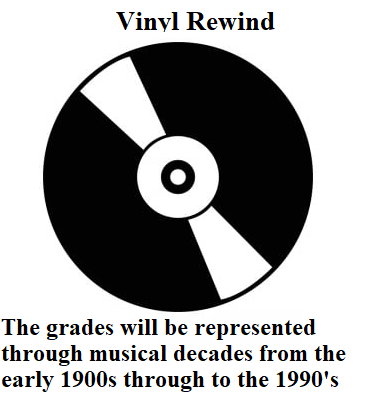 Vinyl Rewind
The grades will be represented
through musical decades from the
early 1900s through to the 1990's